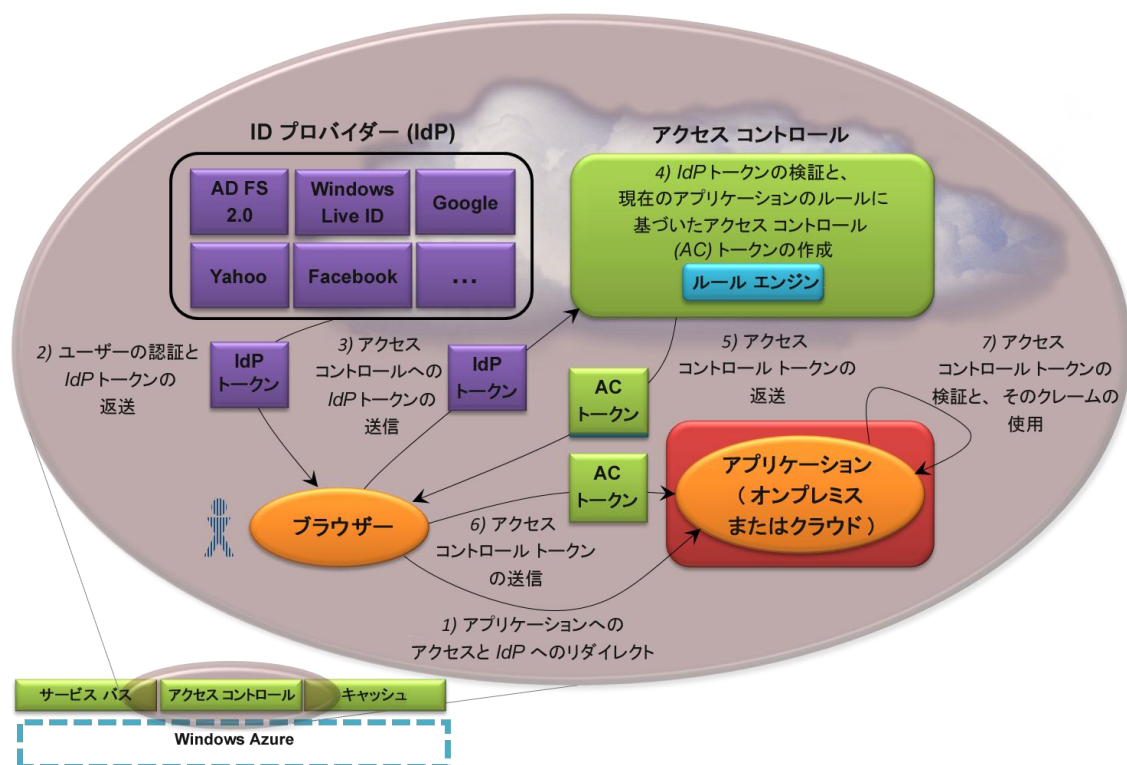 ID プロバイダー (IdP)
アクセス コントロール
AD FS
2.0
Windows
Live ID
Google
Yahoo
Facebook
...
4) IdP トークンの検証と、
現在のアプリケーションのルールに
基づいたアクセス コントロール
(AC) トークンの作成
ルール エンジン
2) ユーザーの認証と
IdP トークンの
返送
IdP
トークン
3) アクセス
コントロールへの
IdP トークンの
送信
IdP
トークン
5) アクセス
コントロール トークンの
返送
7) アクセス
コントロール トークンの
検証と、そのクレームの
使用
AC
トークン
AC
トークン
アプリケーション
(オンプレミス
またはクラウド)
ブラウザー
6) アクセス
コントロール トークン
の送信
1) アプリケーションへの
アクセスと IdP へのリダイレクト
サービス バス
アクセス コントロール
キャッシュ
Windows Azure